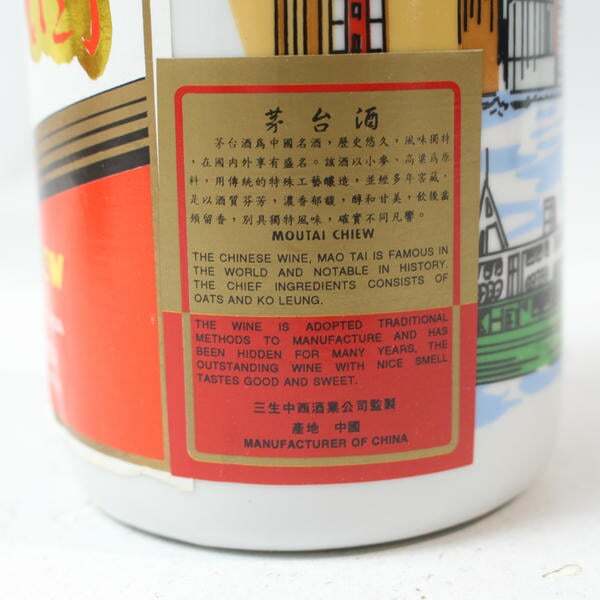 茅台酒
茅台酒為中國名酒，歷史悠久，風味獨特
，在國內外享有盛名。該酒以小麥、高粱為原
料，用傳統的特殊工藝釀造，並經多年窖藏，
是以酒質芬芳，濃香郁馥，醇和甘美，飲後齒
頰留香，別具獨特風味，確實不同凡響。
MOUTAI CHIEW
THE CHINESE WINE, MAO TAI IS FAMOUS IN
THE WORLD AND NOTABLE IN HISTORY.
THE CHIEF INGREDIENTS CONSISTS OF
OATS AND KO LEUNG.
THE WINE IS ADOPTED TRADITIONAL
METHODS TO MANUFACTURE AND HAS
BEEN HIDDEN FOR MANY YEARS, THE
OUTSTANDING WINE WITH NICE SMELL
TASTES GOOD AND SWEET.
三生中西酒業公司監製
產地 中國
MANUFACTURER OF CHINA